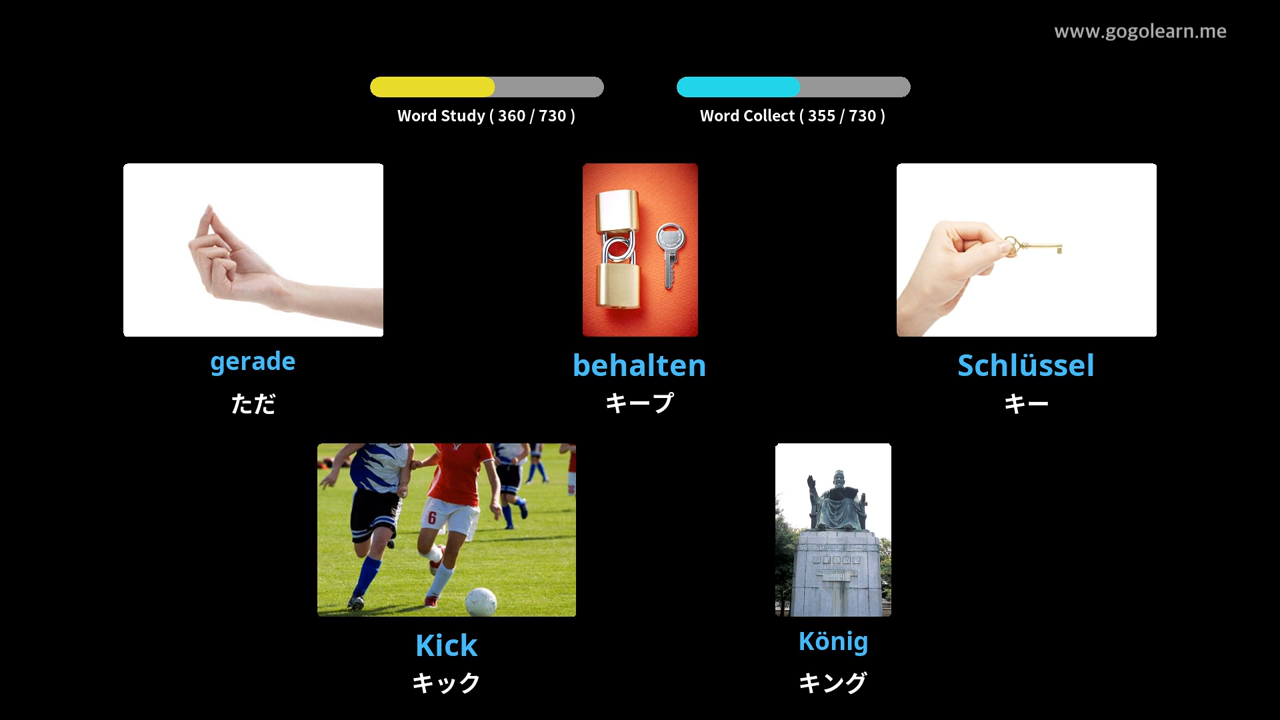 www.gogolearn.me
Word Study ( 360 / 730 )
Word Collect ( 355 / 730 )
gerade
ただ
behalten
キープ
Schlüssel
キー
6
Kick
キック
König
キング